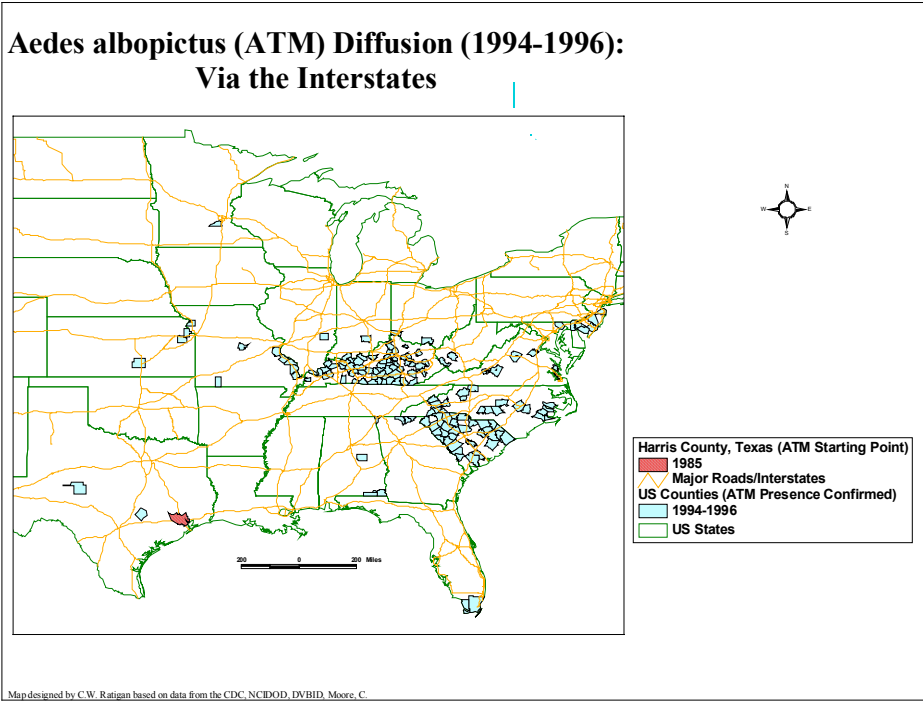 Aedes albopictus (ATM) Diffusion (1994-1996):
Via the Interstates
N
W
E
S
Harris County, Texas (ATM Starting Point)
1985
Major Roads/Interstates
US Counties (ATM Presence Confirmed)
1994-1996
US States
200 0 200 Miles
Map designed by C.W. Ratigan based on data from the CDC, NCIDOD, DVBID, Moore, C.